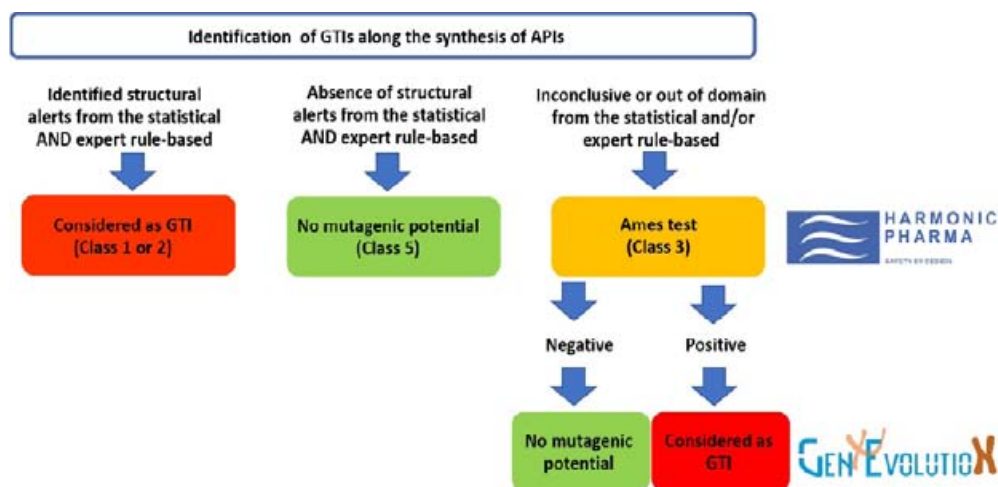 Identification of GTIs along the synthesis of APIs
Identified structural
alerts from the statistical
AND expert rule-based
Absence of structural
alerts from the statistical
AND expert rule-based
Inconclusive or out of domain
from the statistical and/or
expert rule-based
Considered as GTI
(Class 1 or 2)
No mutagenic potential
(Class 5)
Ames test
(Class 3)
HARMONIC
PHARMA
SAFETY BY DESIGN
Negative
Positive
No mutagenic
potential
Considered as
GTI
GENEVOLUTION